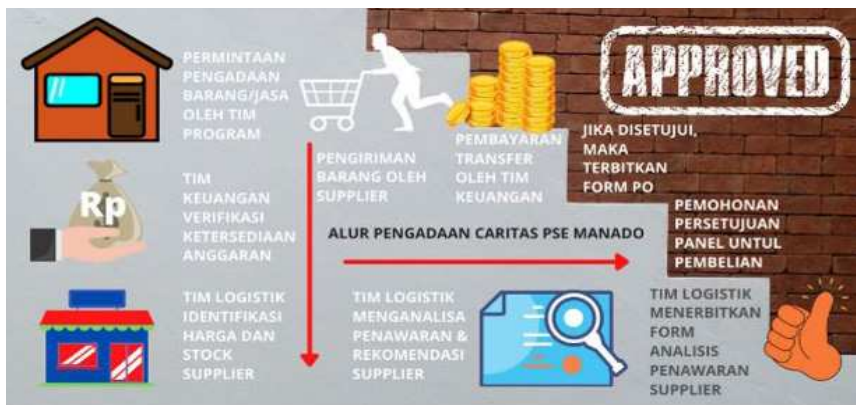 PERMINTAAN
PENGADAAN
BARANG/JASA
OLEH TIM
PROGRAM
TIM
KEUANGAN
VERIFIKASI
KETERSEDIAAN
ANGGARAN
Rp
TIM LOGISTIK
IDENTIFIKASI
HARGA DAN
STOCK
SUPPLIER
ALUR PENGADAAN CARITAS PSE MANADO
TIM LOGISTIK
MENGANALISA
PENAWARAN &
REKOMENDASI
SUPPLIER
TIM LOGISTIK
MENERBITKAN
FORM
ANALISIS
PENAWARAN
SUPPLIER
PEMOHONAN
PERSETUJUAN
PANEL UNTUL
PEMBELIAN
APPROVED
JIKA DISETUJUI,
MAKA
TERBITKAN
FORM PO
PEMBAYARAN
TRANSFER
OLEH TIM
KEUANGAN
PENGIRIMAN
BARANG OLEH
SUPPLIER